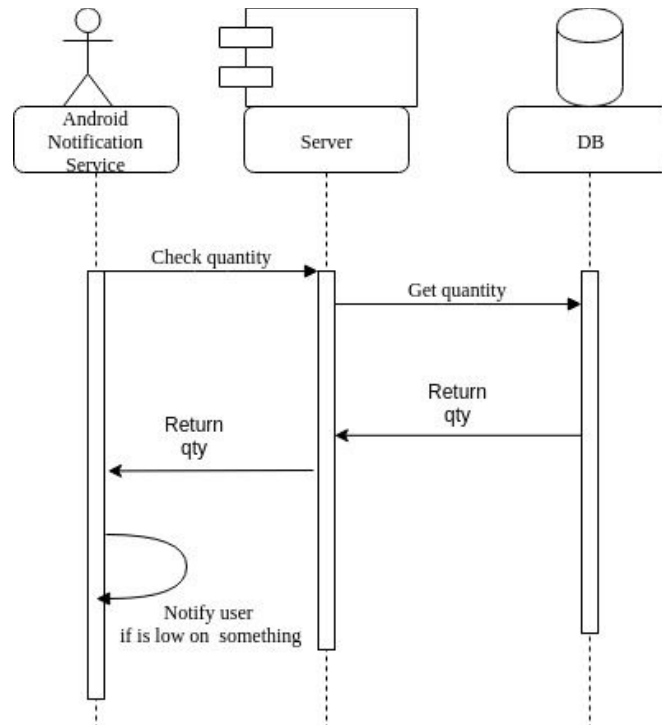 Android
Notification
Service
Server
DB
Check quantity
Get quantity
Return
qty
Return
qty
Notify user
if is low on something